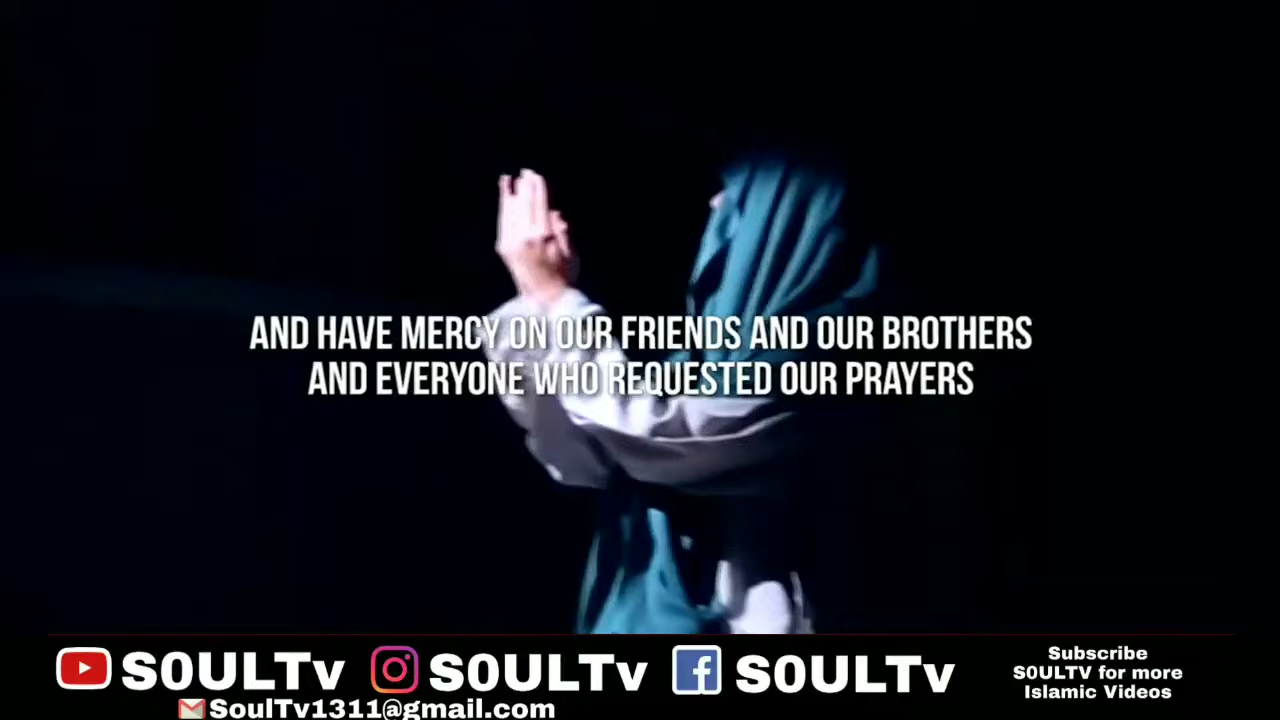 AND HAVE MERCY ON OUR FRIENDS AND OUR BROTHERS
AND EVERYONE WHO REQUESTED OUR PRAYERS
S0ULTv S0ULTv S0ULTv
SoulTv1311@gmail.com
Subscribe
S0ULTV for more
Islamic Videos